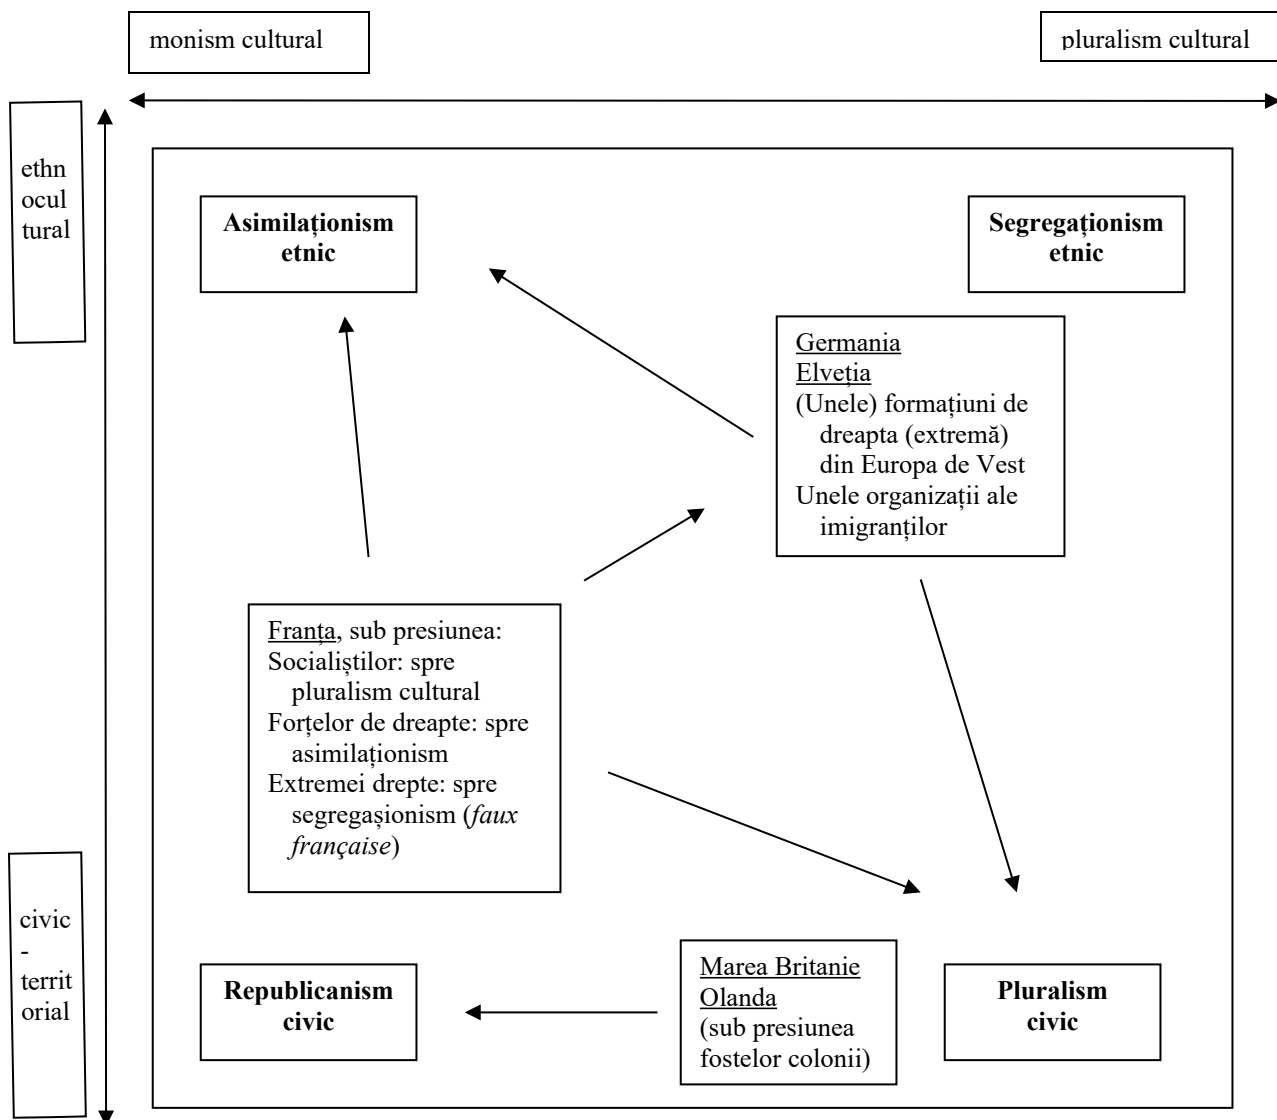 monism cultural
pluralism cultural
ethn
ocul
tural
Asimilaționism
etnic
Segregaționism
etnic
Germania
Elveția
(Unele) formațiuni de
dreapta (extremă)
din Europa de Vest
Unele organizații ale
imigranților
Franța, sub presiunea:
Socialiștilor: spre
pluralism cultural
Forțelor de dreapte: spre
asimilaționism
Extremei drepte: spre
segregașionism (faux
française)
civic
-
territ
orial
Republicanism
civic
Marea Britanie
Olanda
(sub presiunea
fostelor colonii)
Pluralism
civic